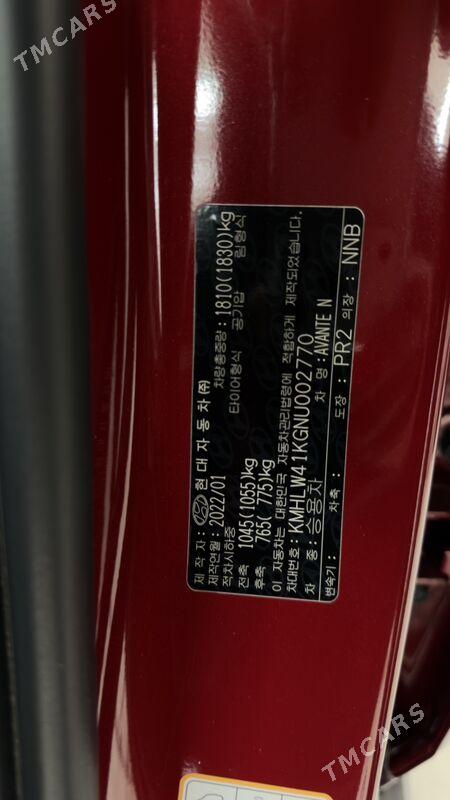 TMCARS
제작자: 현대자동차㈜
제작연월: 2022/01
적차시하중 차량총중량: 1810(1830)kg
전축 1045(1055)kg 타이어형식 공기압 림형식
후축 765( 775)kg
이 자동차는 대한민국 자동차관리법령에 적합하게 제작되었습니다.
차대번호: KMHLW41KGNU002770
차 종: 승용차 차 명: AVANTE N
변속기: 차축: 도장: PR2 의장: NNB
TMCARS